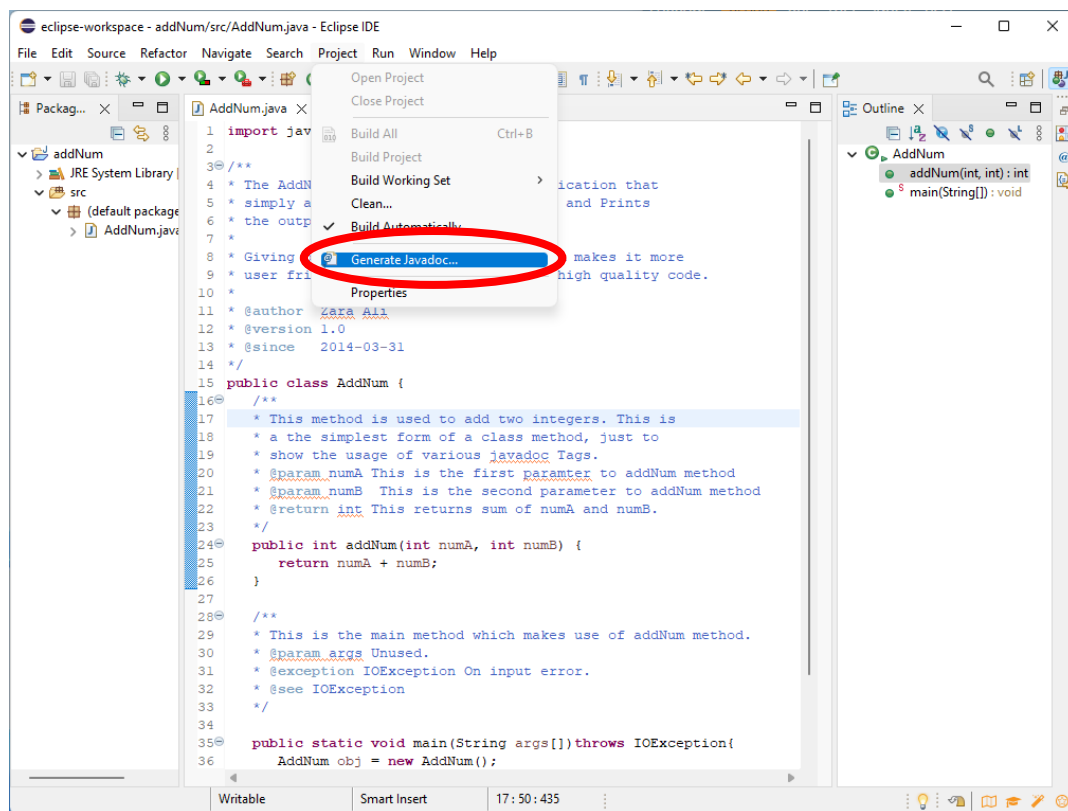 eclipse-workspace - addNum/src/AddNum.java - Eclipse IDE
File Edit Source Refactor Navigate Search Project Run Window Help
Packag...
addNum
JRE System Library
src
(default package
AddNum.java
AddNum.java
Open Project
Close Project
Build All Ctrl+B
Build Project
Build Working Set
Clean...
Build Automatically
Generate Javadoc...
Properties
1 import jav
2
3 /**
4 * The AddN ication that
5 * simply a and Prints
6 * the outp
7 *
8 * Giving makes it more
9 * user fri high quality code.
10 *
11 * @author Zara Ali
12 * @version 1.0
13 * @since 2014-03-31
14 */
15 public class AddNum {
16 /**
17 * This method is used to add two integers. This is
18 * a the simplest form of a class method, just to
19 * show the usage of various javadoc Tags.
20 * @param numA This is the first paramter to addNum method
21 * @param numB This is the second parameter to addNum method
22 * @return int This returns sum of numA and numB.
23 */
24 public int addNum(int numA, int numB) {
25 return numA + numB;
26 }
27
28 /**
29 * This is the main method which makes use of addNum method.
30 * @param args Unused.
31 * @exception IOException On input error.
32 * @see IOException
33 */
34
35 public static void main(String args[])throws IOException{
36 AddNum obj = new AddNum();
Outline
AddNum
addNum(int, int) : int
main(String[]) : void
Writable Smart Insert 17 : 50 : 435